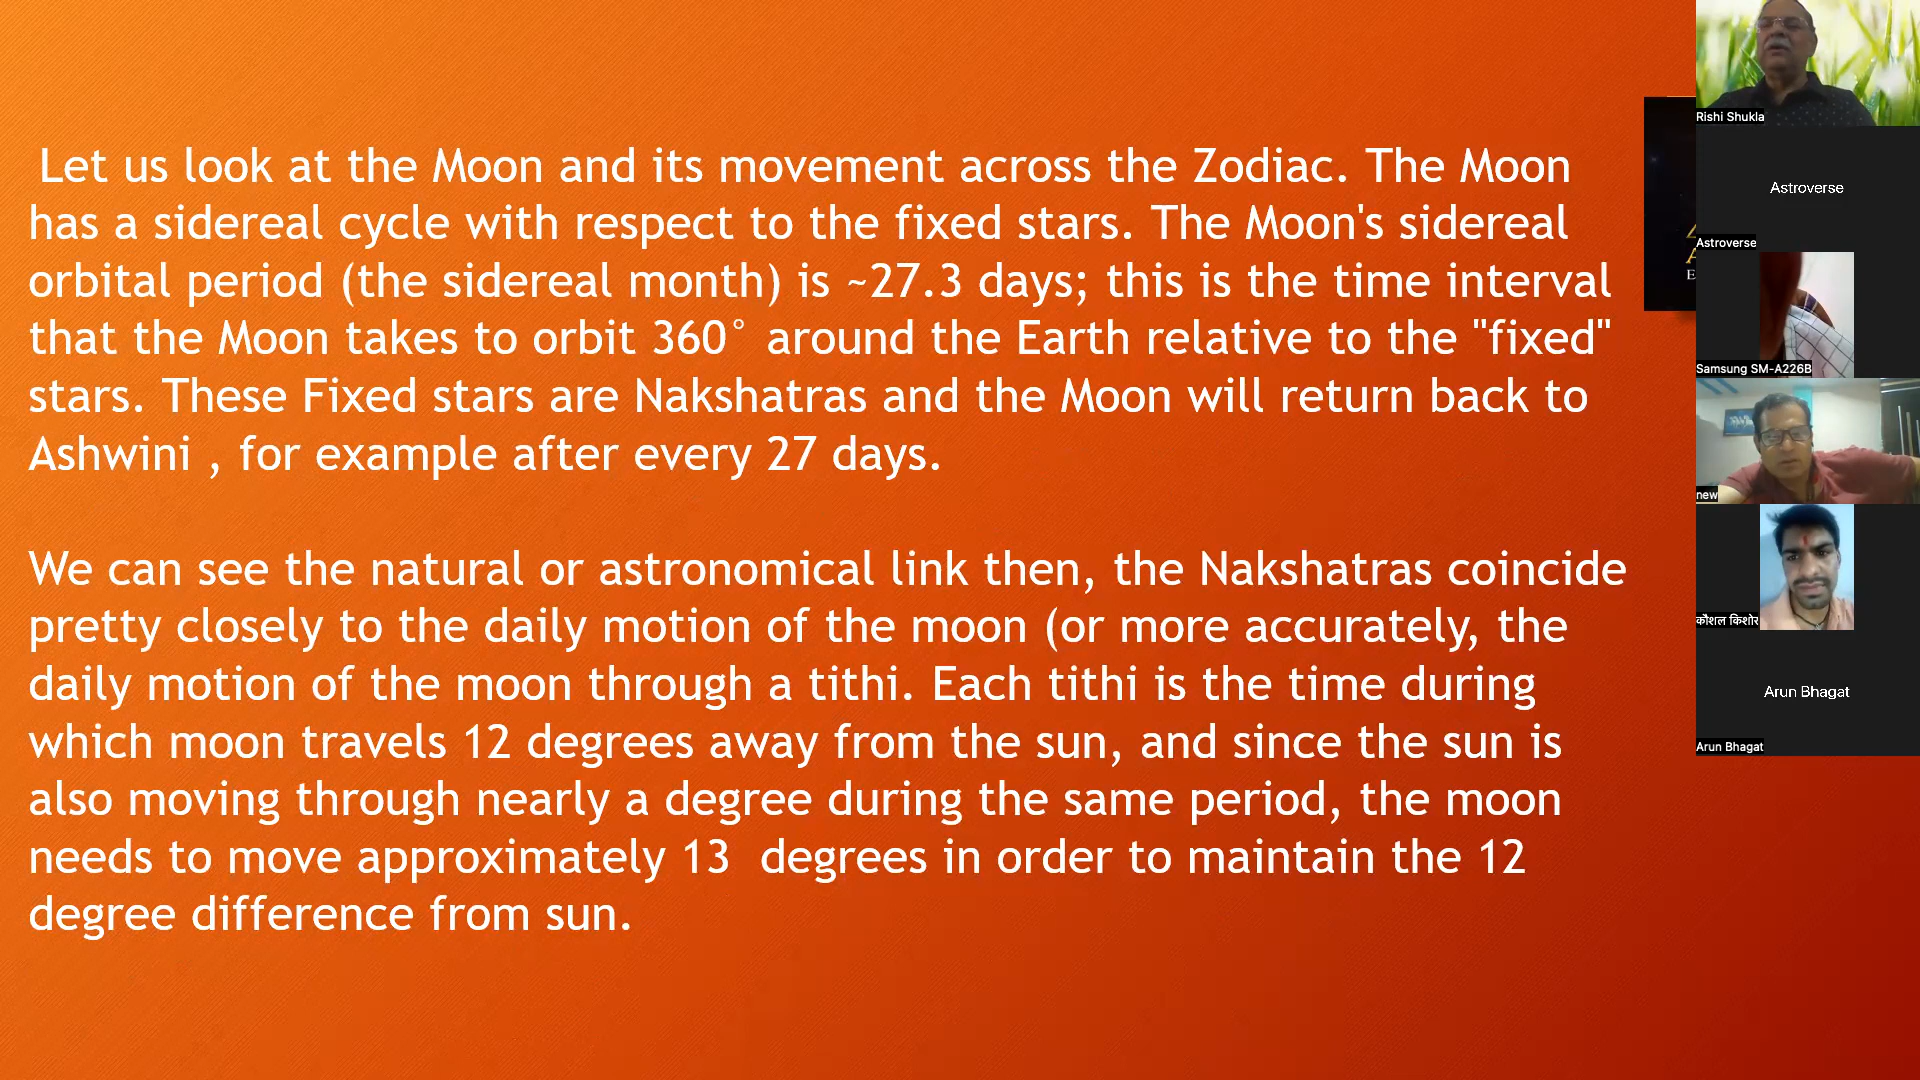 Let us look at the Moon and its movement across the Zodiac. The Moon
has a sidereal cycle with respect to the fixed stars. The Moon's sidereal
orbital period (the sidereal month) is ~27.3 days; this is the time interval
that the Moon takes to orbit 360° around the Earth relative to the "fixed"
stars. These Fixed stars are Nakshatras and the Moon will return back to
Ashwini , for example after every 27 days.
We can see the natural or astronomical link then, the Nakshatras coincide
pretty closely to the daily motion of the moon (or more accurately, the
daily motion of the moon through a tithi. Each tithi is the time during
which moon travels 12 degrees away from the sun, and since the sun is
also moving through nearly a degree during the same period, the moon
needs to move approximately 13 degrees in order to maintain the 12
degree difference from sun.
Rishi Shukla
Astroverse
Astroverse
Samsung SM-A226B
new
कौशल किशोर
Arun Bhagat
Arun Bhagat